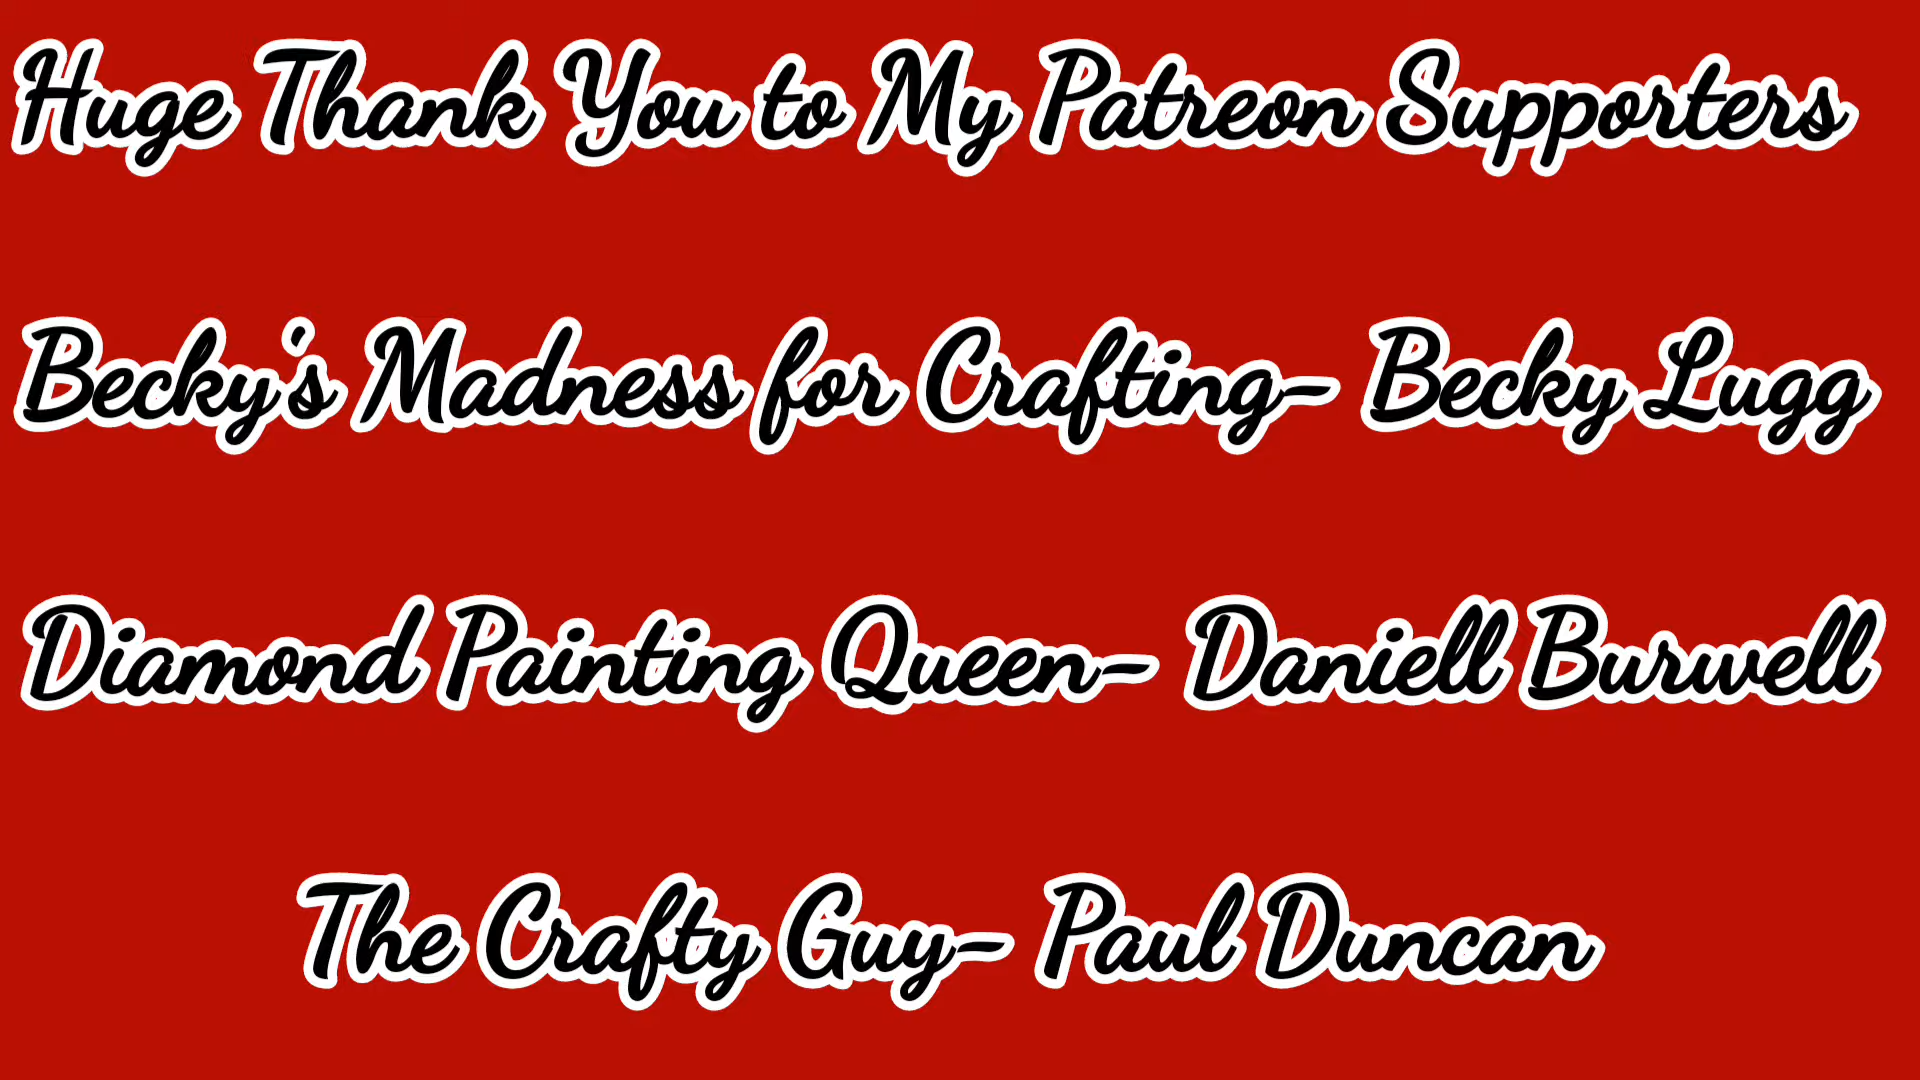 Huge Thank You to My Patreon Supporters
Becky's Madness for Crafting- Becky Lugg
Diamond Painting Queen- Daniell Burwell
The Crafty Guy- Paul Duncan